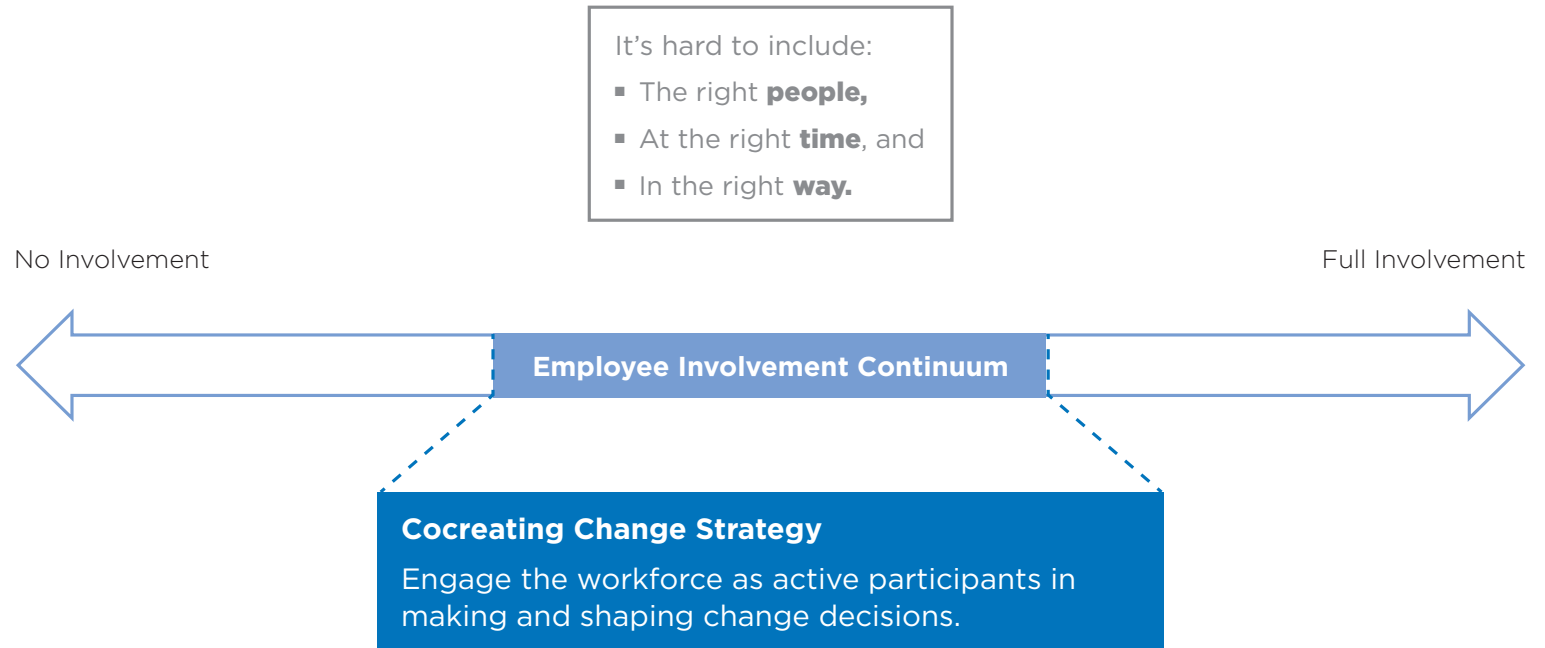 It’s hard to include:
▪ The right people,
▪ At the right time, and
▪ In the right way.
No Involvement
Full Involvement
Employee Involvement Continuum
Cocreating Change Strategy
Engage the workforce as active participants in
making and shaping change decisions.